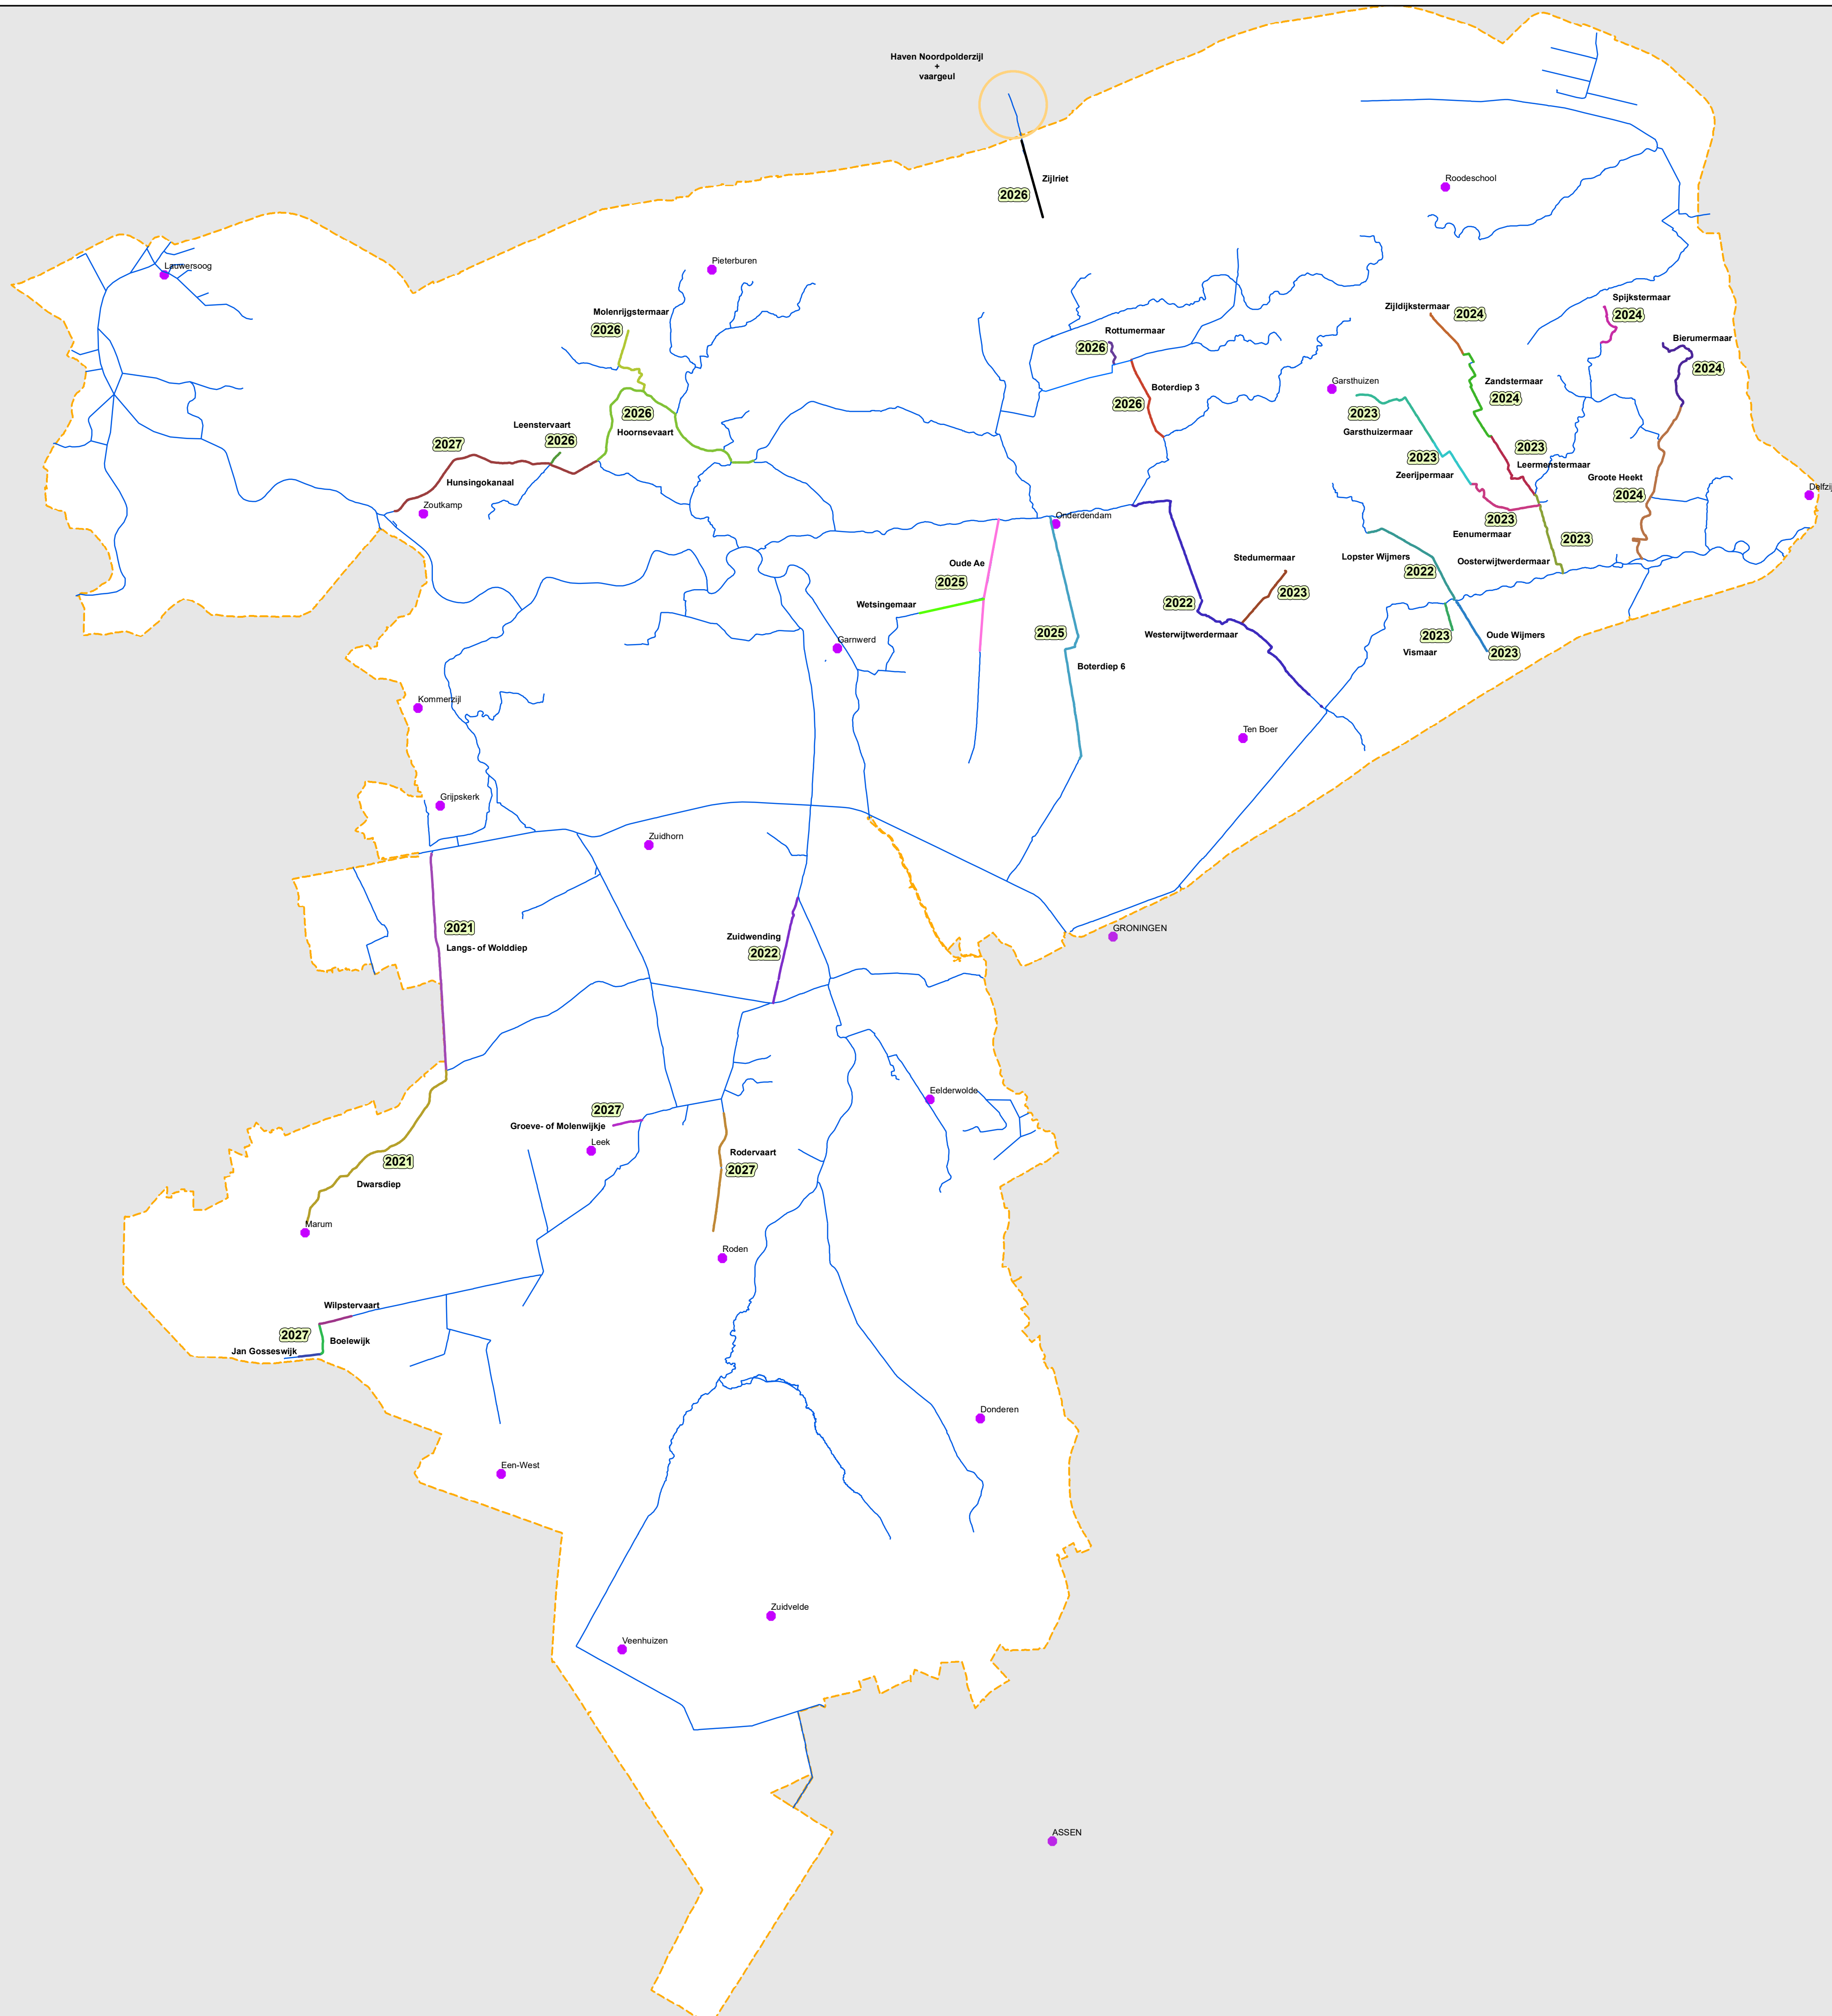 Haven Noordpolderzijl
+
vaargeul
Zijlriet
2026
Roodeschool
Lauwersoog
Pieterburen
Molenrijgstermaar
2026
Rottumermaar
2026
Zijldijkstermaar
2024
Spijkstermaar
2024
Bierumermaar
2024
Boterdiep 3
2026
Garsthuizen
2023
Garsthuizermaar
Zandstermaar
2024
Leenstervaart
2026
2026
Hoornsevaart
2027
Hunsingokanaal
Zoutkamp
2023
Leermenstermaar
2023
Zeerijpermaar
Groote Heekt
2024
Delfzij
2023
Eenumermaar
2023
Oosterwijtwerdermaar
Onderdendam
Lopster Wijmers
2022
Oude Ae
2025
Wetsingemaar
Stedumermaar
2023
2022
Westerwijtwerdermaar
2025
Boterdiep 6
2023
Vismaar
Oude Wijmers
2023
Garnwerd
Kommerzijl
Ten Boer
Grijpskerk
Zuidhorn
2021
Langs- of Wolddiep
Zuidwending
2022
GRONINGEN
Eelderwolde
2027
Groeve- of Molenwijkje
Leek
Rodervaart
2027
2021
Dwarsdiep
Marum
Roden
Wilpstervaart
2027
Boelewijk
Jan Gosseswijk
Donderen
Een-West
Zuidvelde
Veenhuizen
ASSEN